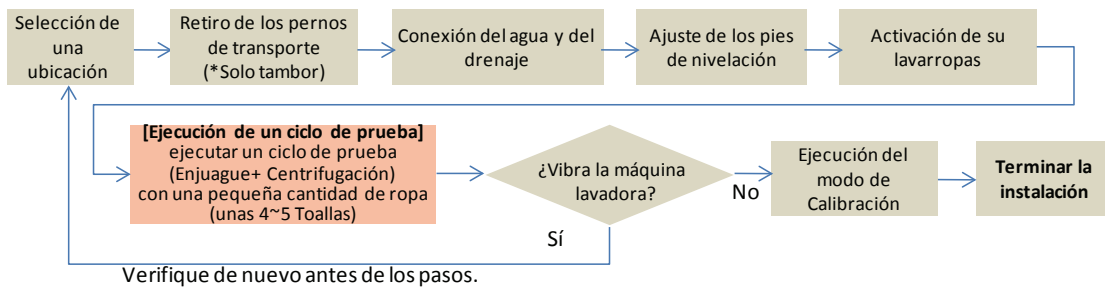 Selección de
una
ubicación
Retiro de los pernos
de transporte
(*Solo tambor)
Conexión del agua y del
drenaje
Ajuste de los pies
de nivelación
Activación de su
lavarropas
[Ejecución de un ciclo de prueba]
ejecutar un ciclo de prueba
(Enjuague+ Centrifugación)
con una pequeña cantidad de ropa
(unas 4~5 Toallas)
¿Vibra la máquina
lavadora?
No
Ejecución del
modo de
Calibración
Terminar la
instalación
Sí
Verifique de nuevo antes de los pasos.